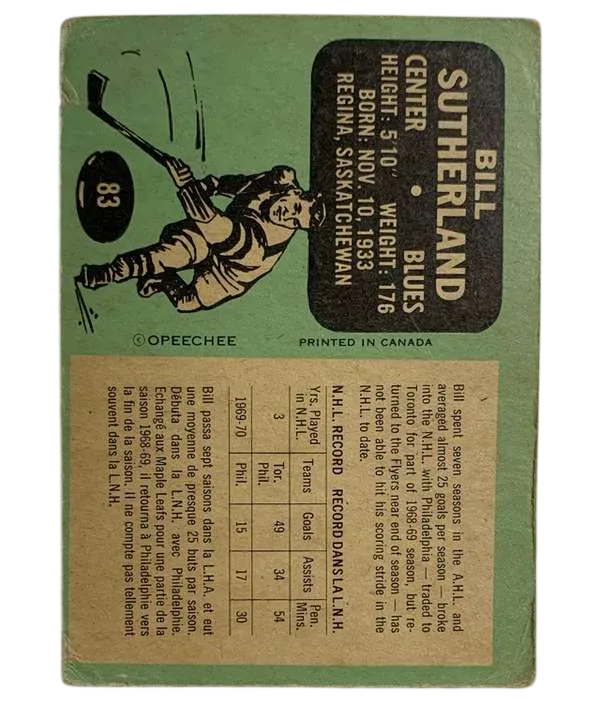 BILL
SUTHERLAND
CENTER • BLUES
HEIGHT: 5'10" WEIGHT: 176
BORN: NOV. 10, 1933
REGINA, SASKATCHEWAN
83
© OPEECHEE
PRINTED IN CANADA
Bill spent seven seasons in the A.H.L. and
averaged almost 25 goals per season — broke
into the N.H.L. with Philadelphia — traded to
Toronto for part of 1968-69 season, but re-
turned to the Flyers near end of season — has
not been able to hit his scoring stride in the
N.H.L. to date.
N.H.L. RECORD RECORD DANS LA L.N.H.
Yrs. Played in N.H.L. Teams Goals Assists Pen. Mins.
3 Tor. Phil. 49 34 54
1969-70 Phil. 15 17 30
Bill passa sept saisons dans la L.H.A. et eut
une moyenne de presque 25 buts par saison.
Débuta dans la L.N.H. avec Philadelphie.
Echangé aux Maple Leafs pour une partie de la
saison 1968-69, il retourna à Philadelphie vers
la fin de la saison. Il ne compte pas tellement
souvent dans la L.N.H.